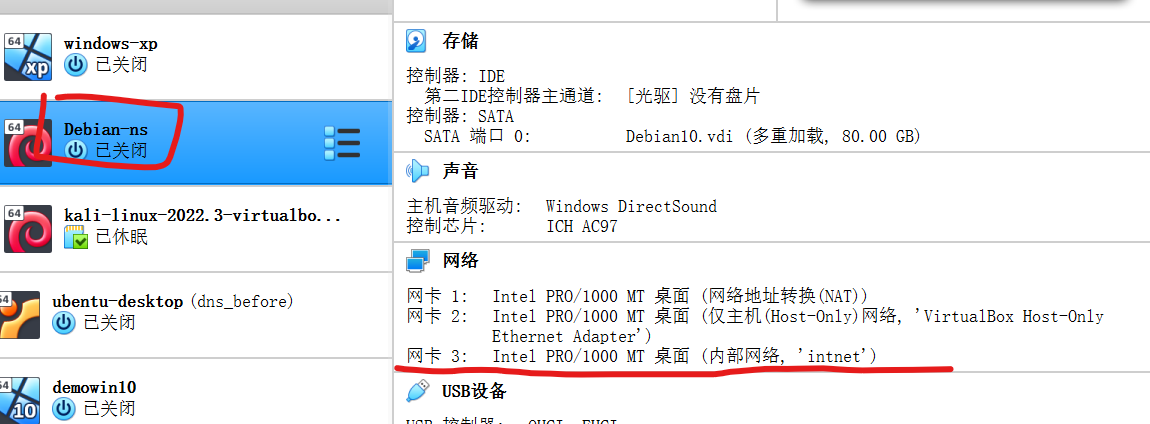 64
windows-xp
xp
已关闭
64
Debian-ns
已关闭
64
kali-linux-2022.3-virtualbo...
已休眠
64
ubuntu-desktop (dns_before)
已关闭
64
demowin10
10
已关闭
存储
控制器: IDE
第二IDE控制器主通道: [光驱] 没有盘片
控制器: SATA
SATA 端口 0: Debian10.vdi (多重加载, 80.00 GB)
声音
主机音频驱动: Windows DirectSound
控制芯片: ICH AC97
网络
网卡 1: Intel PRO/1000 MT 桌面 (网络地址转换(NAT))
网卡 2: Intel PRO/1000 MT 桌面 (仅主机(Host-Only)网络, 'VirtualBox Host-Only
Ethernet Adapter')
网卡 3: Intel PRO/1000 MT 桌面 (内部网络, 'intnet')
USB设备